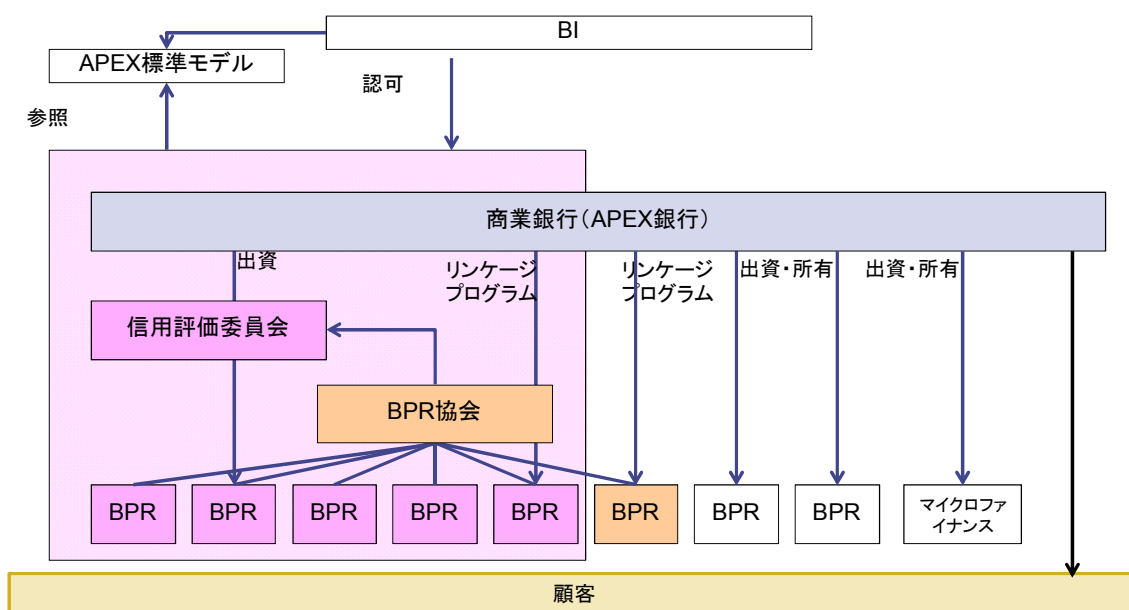 BI
APEX標準モデル
認可
参照
商業銀行（APEX銀行）
出資
リンケージ
プログラム
リンケージ
プログラム
出資・所有
出資・所有
信用評価委員会
BPR協会
BPR
BPR
BPR
BPR
BPR
BPR
BPR
BPR
マイクロファ
イナンス
顧客